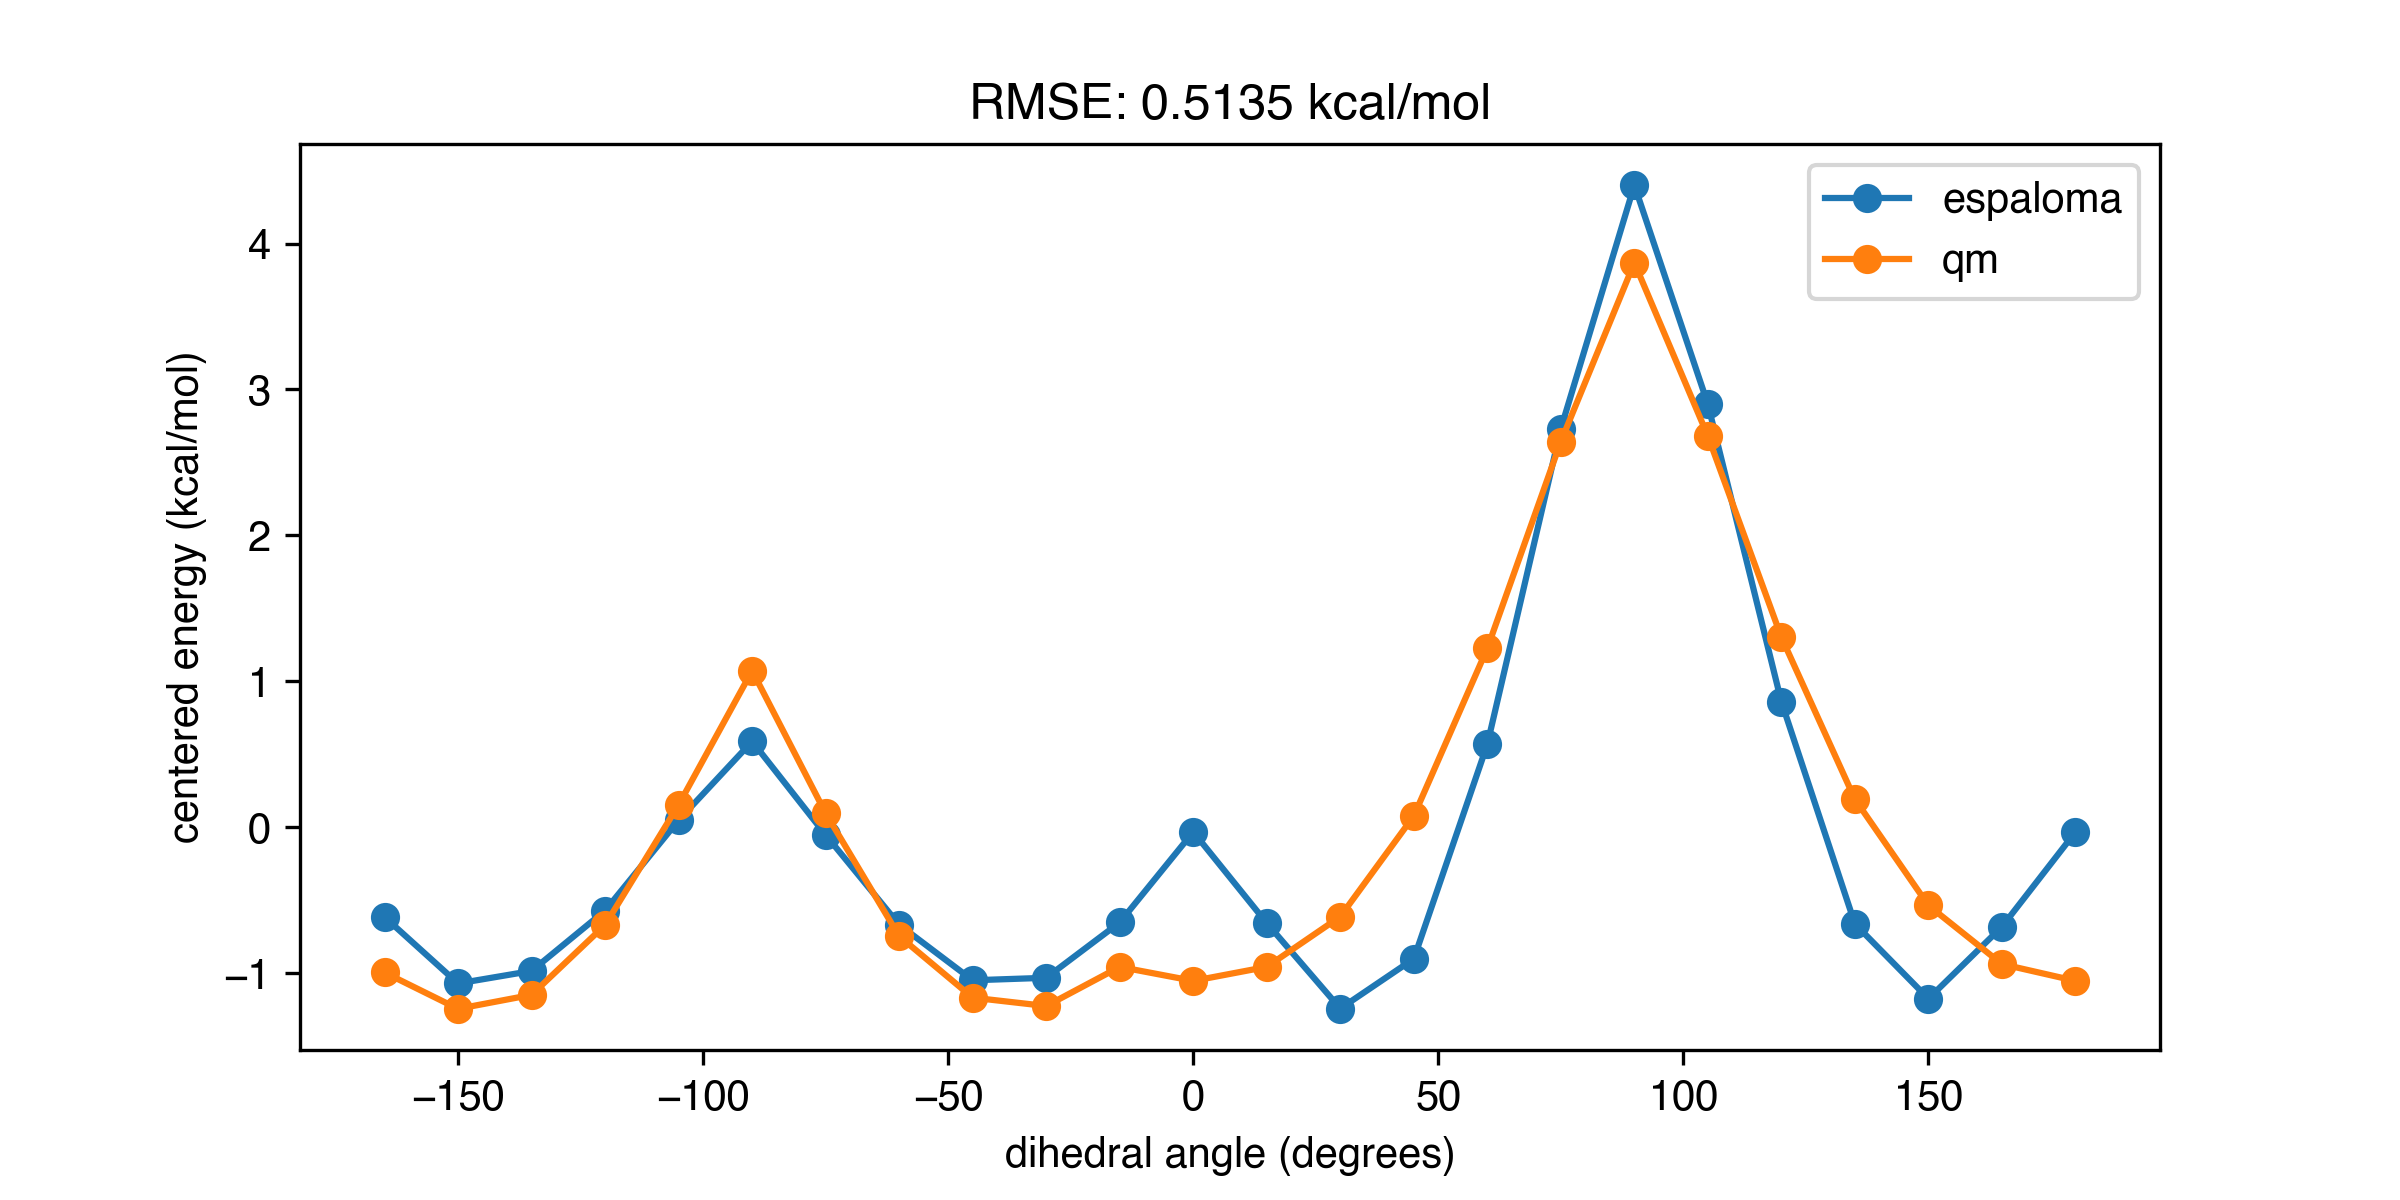 RMSE: 0.5135 kcal/mol
espaloma
qm
centered energy (kcal/mol)
4
3
2
1
0
−1
−150 −100 −50 0 50 100 150
dihedral angle (degrees)